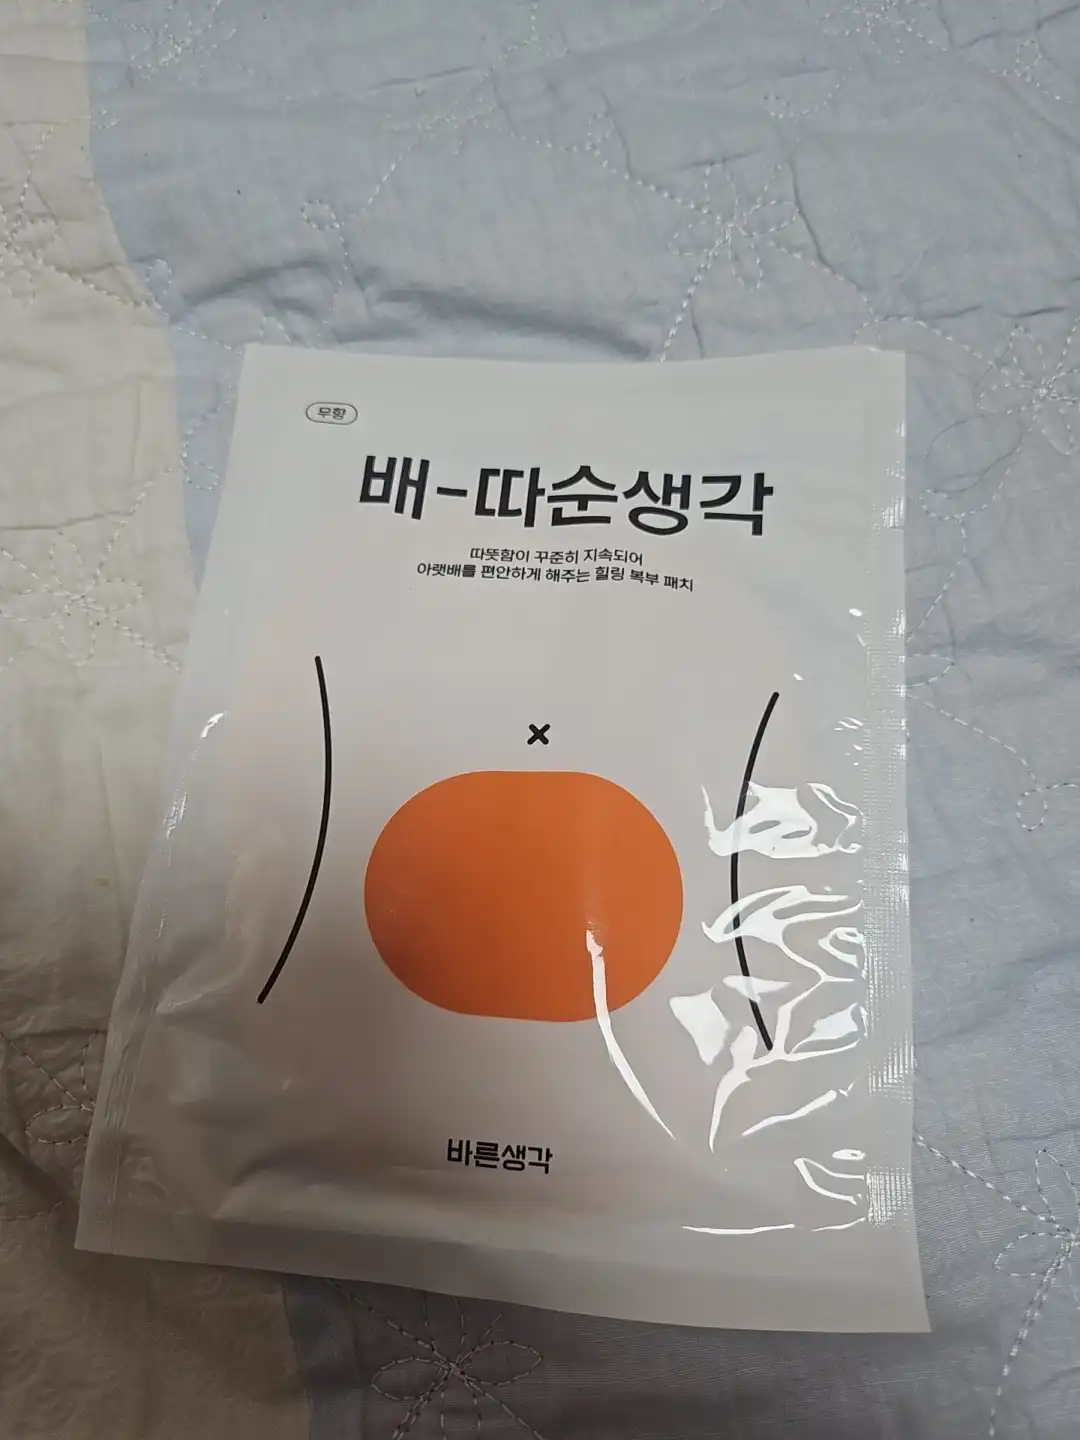 무향
배-따순생각
따뜻함이 꾸준히 지속되어
아랫배를 편안하게 해주는 힐링 복부 패치
바른생각